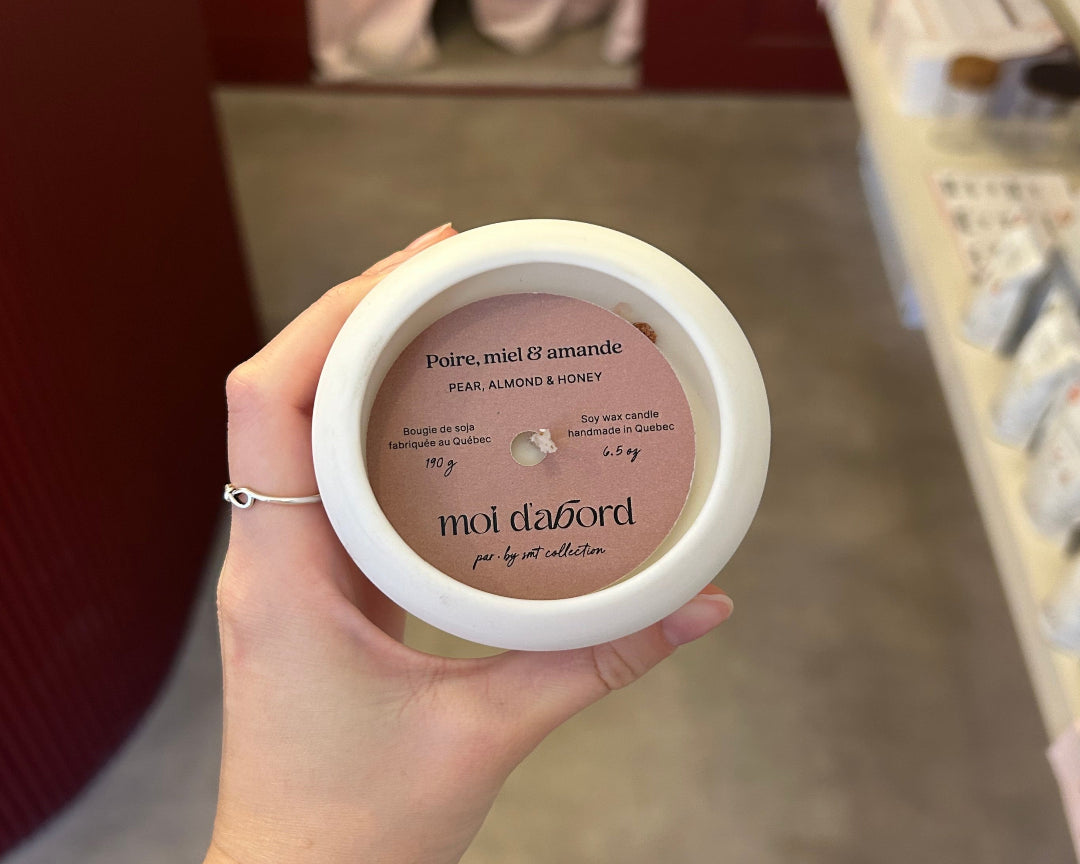 Poire, miel & amande
PEAR, ALMOND & HONEY
Bougie de soja
fabriquée au Québec
190 g
Soy wax candle
handmade in Quebec
6.5 oz
moi d'abord
par · by smt collection